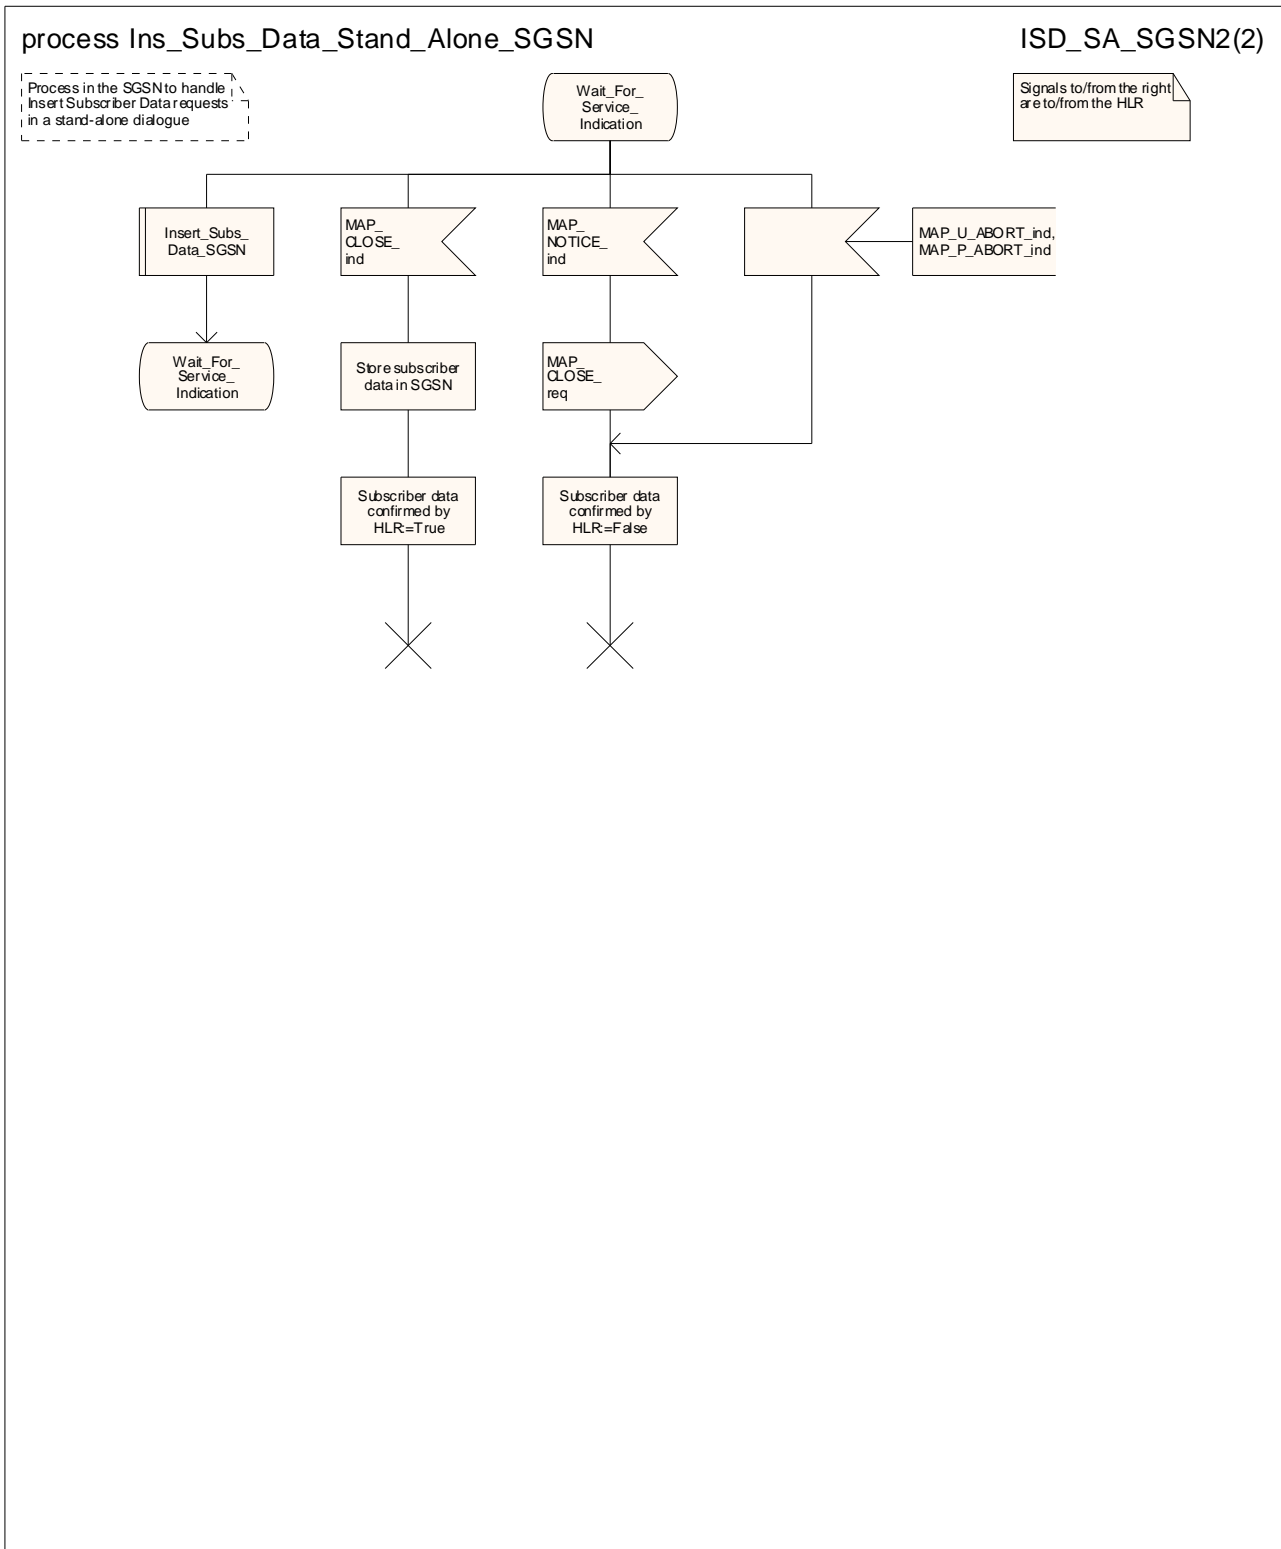 process Ins_Subs_Data_Stand_Alone_SGSN
ISD_SA_SGSN2(2)
Process in the SGSN to handle
Insert Subscriber Data requests
in a stand-alone dialogue
Wait_For_
Service_
Indication
Signals to/from the right
are to/from the HLR
Insert_Subs_
Data_SGSN
MAP_
CLOSE_
ind
MAP_
NOTICE_
ind
MAP_U_ABORT_ind,
MAP_P_ABORT_ind
Wait_For_
Service_
Indication
Store subscriber
data in SGSN
MAP_
CLOSE_
req
Subscriber data
confirmed by
HLR:=True
Subscriber data
confirmed by
HLR:=False